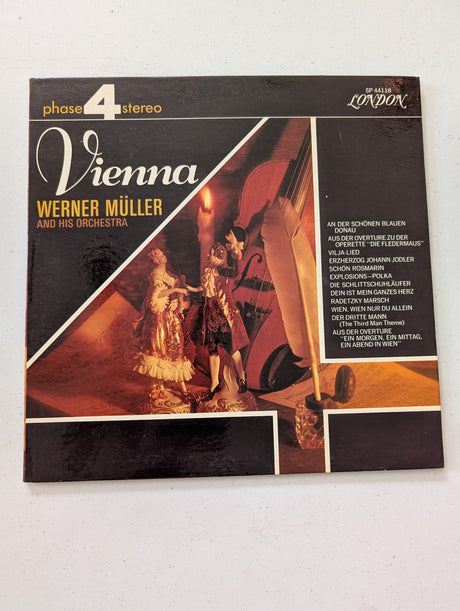 phase 4 stereo
SP 44118
LONDON
Vienna
WERNER MÜLLER
AND HIS ORCHESTRA
AN DER SCHÖNEN BLAUEN
DONAU
AUS DER OVERTURE ZU DER
OPERETTE "DIE FLEDERMAUS"
VILJA-LIED
ERZHERZOG JOHANN JODLER
SCHÖN ROSMARIN
EXPLOSIONS—POLKA
DIE SCHLITTSCHUHLÄUFER
DEIN IST MEIN GANZES HERZ
RADETZKY MARSCH
WIEN, WIEN NUR DU ALLEIN
DER DRITTE MANN
(The Third Man Theme)
AUS DER OVERTURE
"EIN MORGEN, EIN MITTAG,
EIN ABEND IN WIEN"